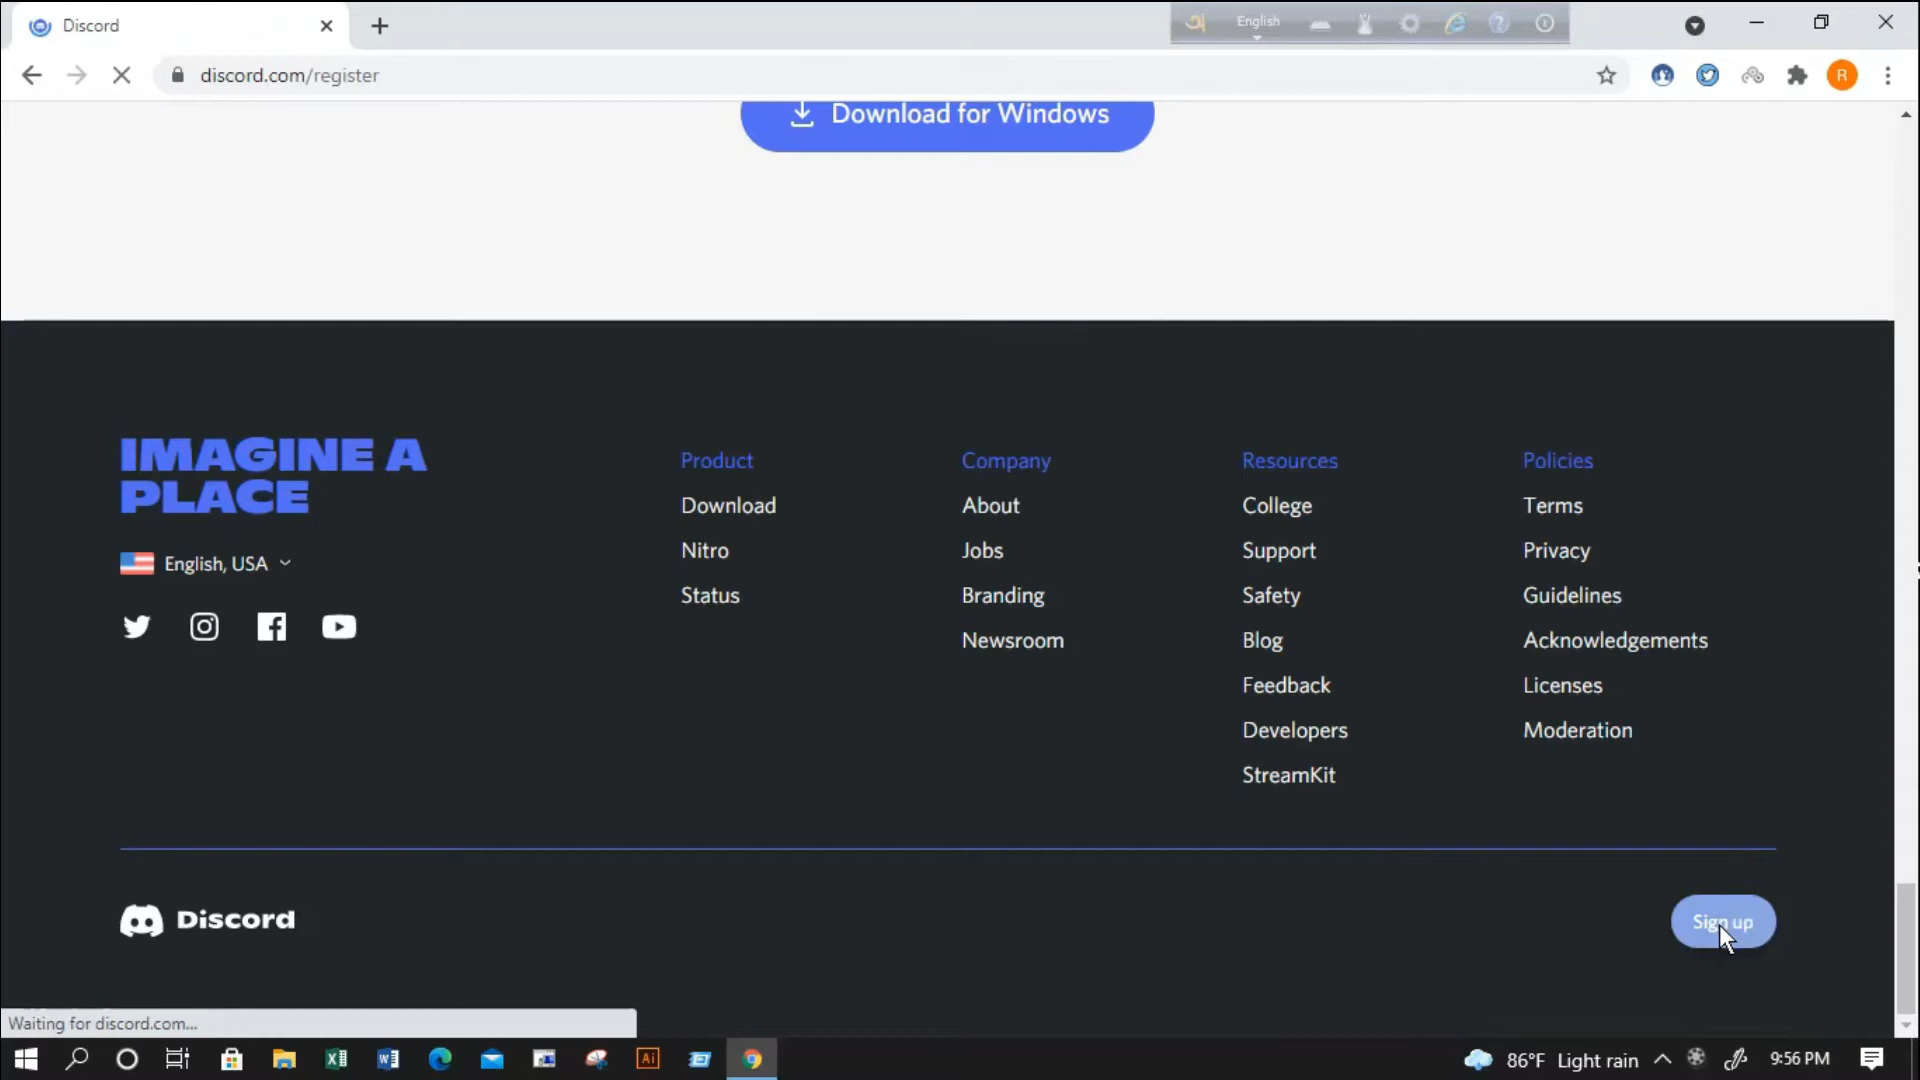 Discord
English
discord.com/register
R
Download for Windows
IMAGINE A
PLACE
English, USA
Product
Download
Nitro
Status
Company
About
Jobs
Branding
Newsroom
Resources
College
Support
Safety
Blog
Feedback
Developers
StreamKit
Policies
Terms
Privacy
Guidelines
Acknowledgements
Licenses
Moderation
Discord
Sign up
Waiting for discord.com...
Ai
86°F Light rain
9:56 PM